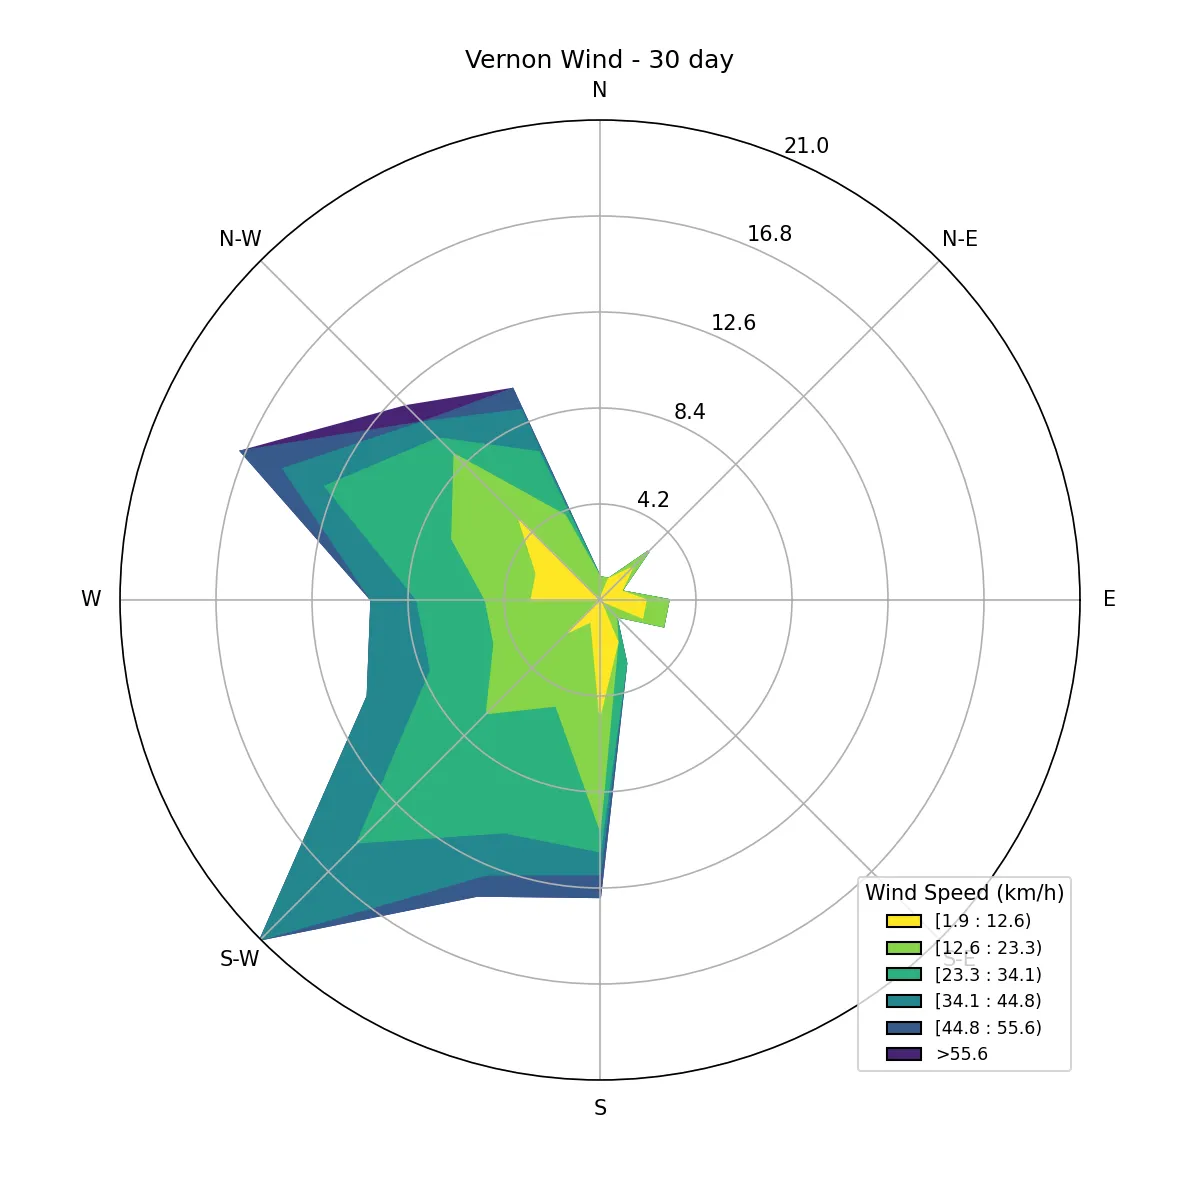 Vernon Wind - 30 day
N
21.0
16.8
N-W
N-E
12.6
8.4
4.2
W
E
Wind Speed (km/h)
[1.9 : 12.6)
[12.6 : 23.3)
S-W
S-E
[23.3 : 34.1)
[34.1 : 44.8)
[44.8 : 55.6)
>55.6
S